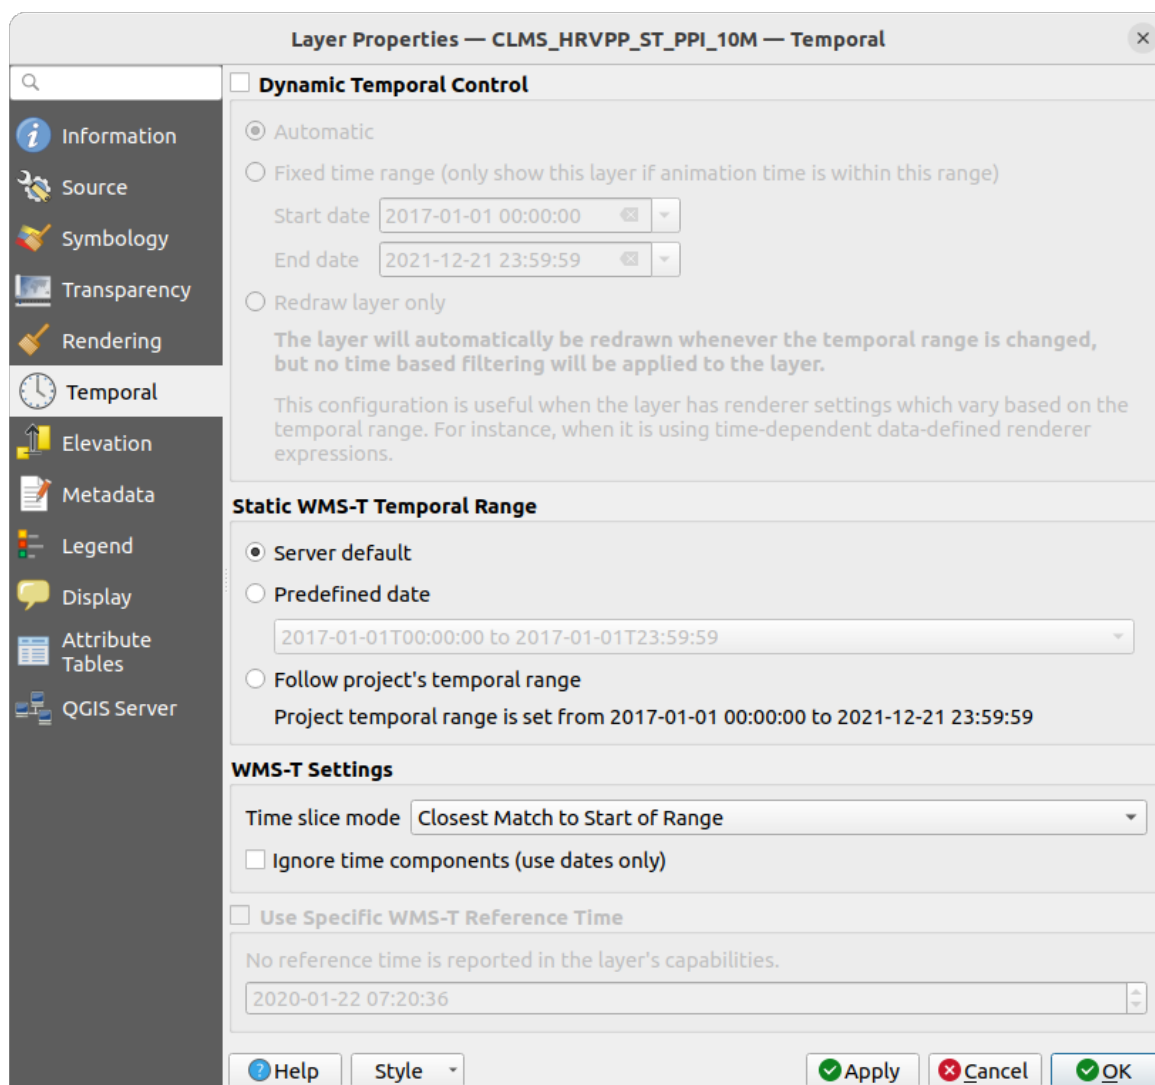 Layer Properties — CLMS_HRVPP_ST_PPI_10M — Temporal
Information
Source
Symbology
Transparency
Rendering
Temporal
Elevation
Metadata
Legend
Display
Attribute
Tables
QGIS Server
Dynamic Temporal Control
Automatic
Fixed time range (only show this layer if animation time is within this range)
Start date 2017-01-01 00:00:00
End date 2021-12-21 23:59:59
Redraw layer only
The layer will automatically be redrawn whenever the temporal range is changed,
but no time based filtering will be applied to the layer.
This configuration is useful when the layer has renderer settings which vary based on the
temporal range. For instance, when it is using time-dependent data-defined renderer
expressions.
Static WMS-T Temporal Range
Server default
Predefined date
2017-01-01T00:00:00 to 2017-01-01T23:59:59
Follow project's temporal range
Project temporal range is set from 2017-01-01 00:00:00 to 2021-12-21 23:59:59
WMS-T Settings
Time slice mode Closest Match to Start of Range
Ignore time components (use dates only)
Use Specific WMS-T Reference Time
No reference time is reported in the layer's capabilities.
2020-01-22 07:20:36
Help Style Apply Cancel OK